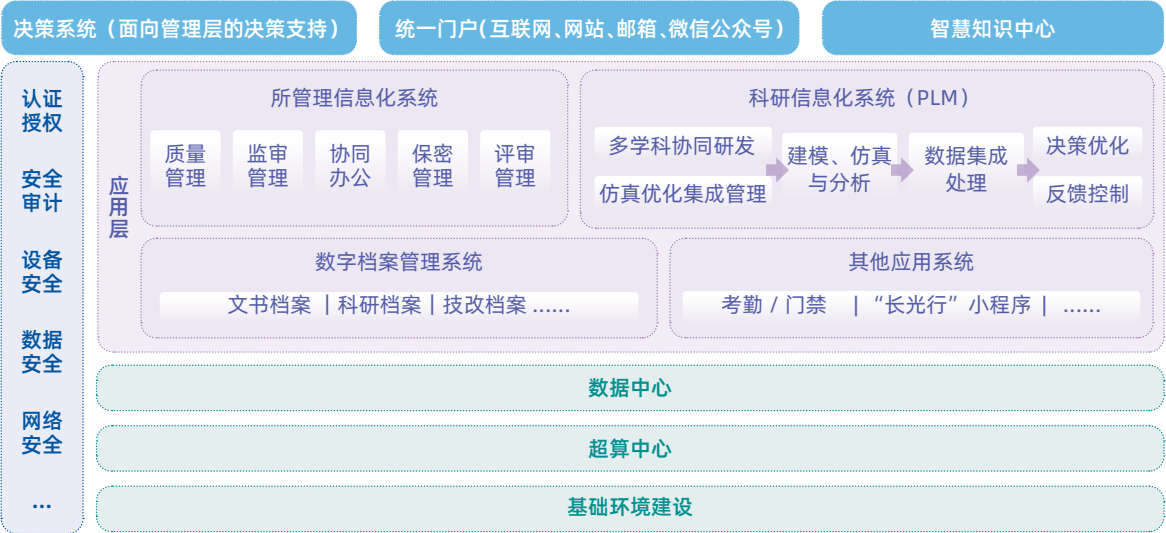 决策系统（面向管理层的决策支持）
统一门户(互联网、网站、邮箱、微信公众号)
智慧知识中心
认证
授权
安全
审计
设备
安全
数据
安全
网络
安全
...
应
用
层
所管理信息化系统
质量
管理
监审
管理
协同
办公
保密
管理
评审
管理
科研信息化系统（PLM）
多学科协同研发
仿真优化集成管理
建模、仿真
与分析
数据集成
处理
决策优化
反馈控制
数字档案管理系统
文书档案 | 科研档案 | 技改档案 ......
其他应用系统
考勤 / 门禁 | “长光行”小程序 | ......
数据中心
超算中心
基础环境建设